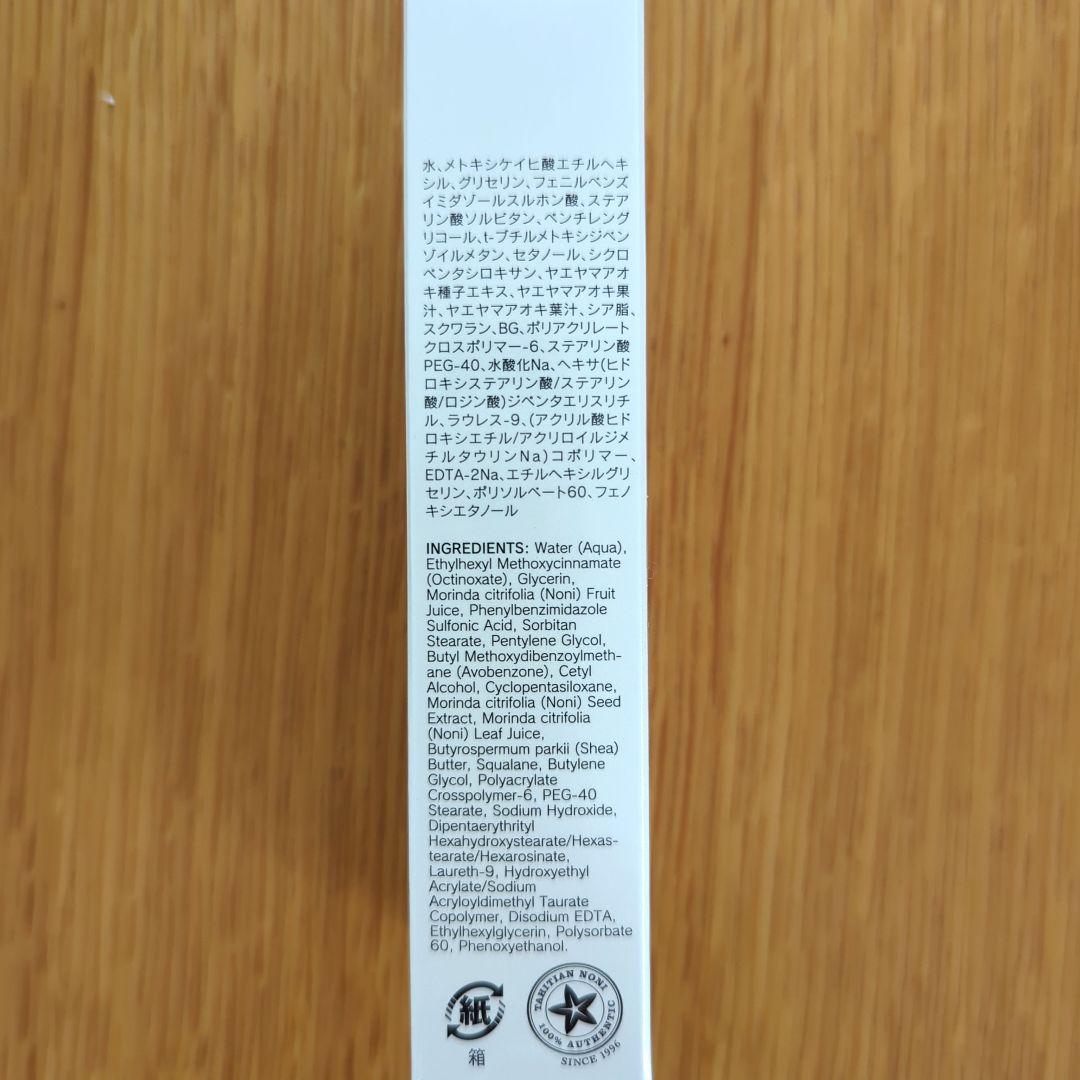 水、メトキシケイヒ酸エチルヘキ
シル、グリセリン、フェニルベンズ
イミダゾールスルホン酸、ステア
リン酸ソルビタン、ペンチレング
リコール、t-ブチルメトキシジベン
ゾイルメタン、セタノール、シクロ
ペンタシロキサン、ヤエヤマアオ
キ種子エキス、ヤエヤマアオキ果
汁、ヤエヤマアオキ葉汁、シア脂、
スクワラン、BG、ポリアクリレート
クロスポリマー-6、ステアリン酸
PEG-40、水酸化Na、ヘキサ(ヒド
ロキシステアリン酸/ステアリン
酸/ロジン酸)ジペンタエリスリチ
ル、ラウレス-9、(アクリル酸ヒド
ロキシエチル/アクリロイルジメ
チルタウリンNa)コポリマー、
EDTA-2Na、エチルヘキシルグリ
セリン、ポリソルベート60、フェノ
キシエタノール
INGREDIENTS: Water (Aqua),
Ethylhexyl Methoxycinnamate
(Octinoxate), Glycerin,
Morinda citrifolia (Noni) Fruit
Juice, Phenylbenzimidazole
Sulfonic Acid, Sorbitan
Stearate, Pentylene Glycol,
Butyl Methoxydibenzoylmeth-
ane (Avobenzone), Cetyl
Alcohol, Cyclopentasiloxane,
Morinda citrifolia (Noni) Seed
Extract, Morinda citrifolia
(Noni) Leaf Juice,
Butyrospermum parkii (Shea)
Butter, Squalane, Butylene
Glycol, Polyacrylate
Crosspolymer-6, PEG-40
Stearate, Sodium Hydroxide,
Dipentaerythrityl
Hexahydroxystearate/Hexas-
tearate/Hexarosinate,
Laureth-9, Hydroxyethyl
Acrylate/Sodium
Acryloyldimethyl Taurate
Copolymer, Disodium EDTA,
Ethylhexylglycerin, Polysorbate
60, Phenoxyethanol.
紙
箱
TAHITIAN NONI
100% AUTHENTIC
SINCE 1996